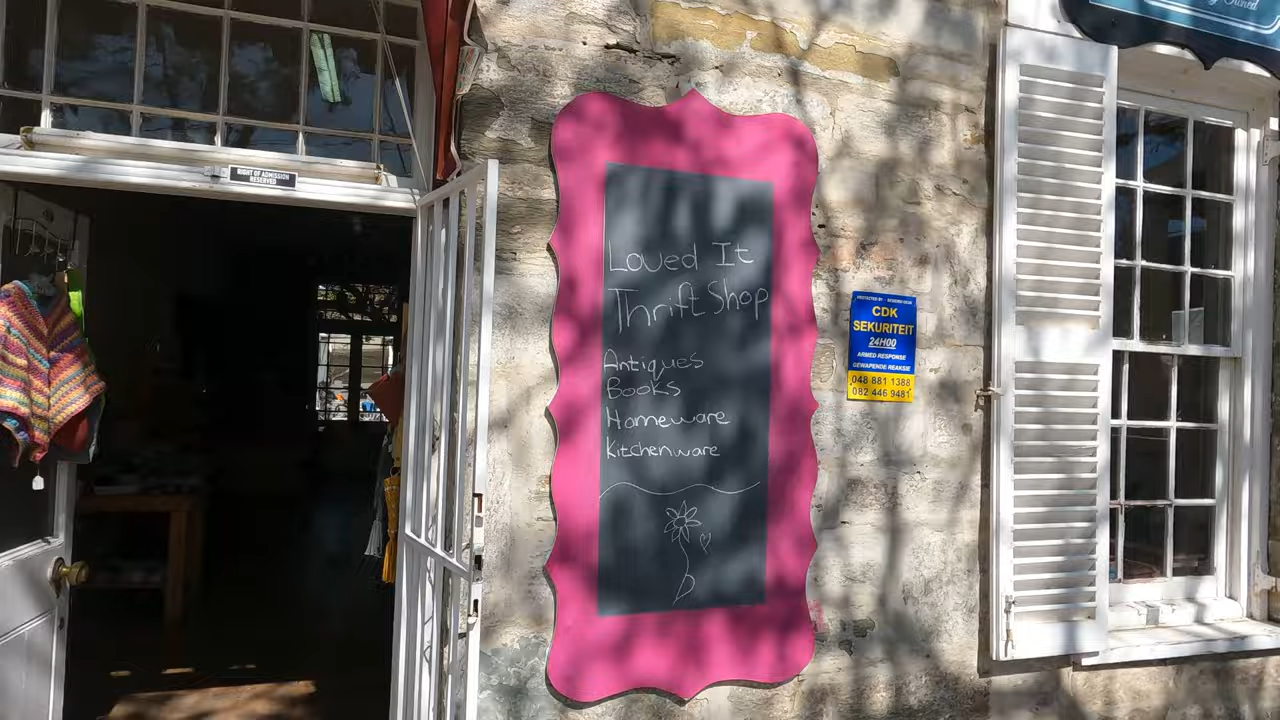 Owned
RIGHT OF ADMISSION
RESERVED
Loved It
Thrift Shop
Antiques
Books
Homeware
Kitchenware
CDK
SEKURITEIT
24H00
ARMED RESPONSE
GEWAPENDE REAKSIE
048 881 1388
082 446 9481